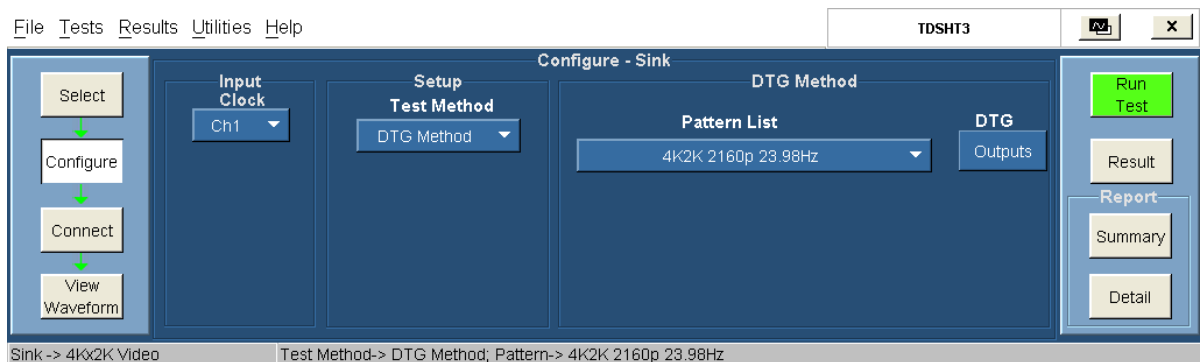 File Tests Results Utilities Help
TDSHT3
x
Configure - Sink
Select
Configure
Connect
View
Waveform
Input
Clock
Ch1
Setup
Test Method
DTG Method
DTG Method
Pattern List
4K2K 2160p 23.98Hz
DTG
Outputs
Run
Test
Result
Report
Summary
Detail
Sink -> 4Kx2K Video
Test Method-> DTG Method; Pattern-> 4K2K 2160p 23.98Hz